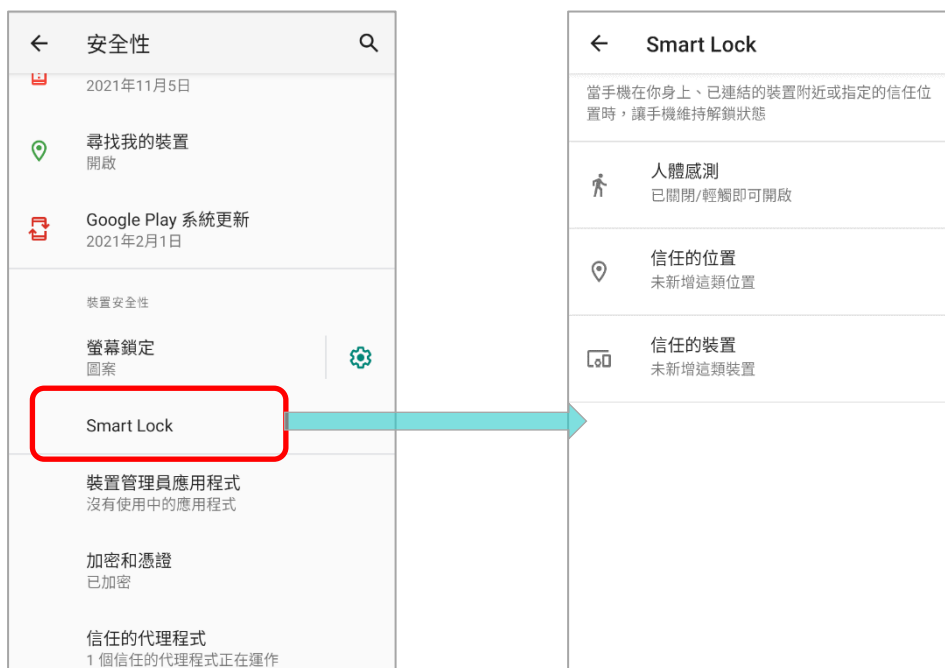 安全性
2021年11月5日
尋找我的裝置
開啟
Google Play 系統更新
2021年2月1日
裝置安全性
螢幕鎖定
圖案
Smart Lock
裝置管理員應用程式
沒有使用中的應用程式
加密和憑證
已加密
信任的代理程式
1 個信任的代理程式正在運作
Smart Lock
當手機在你身上、已連結的裝置附近或指定的信任位
置時，讓手機維持解鎖狀態
人體感測
已關閉/輕觸即可開啟
信任的位置
未新增這類位置
信任的裝置
未新增這類裝置